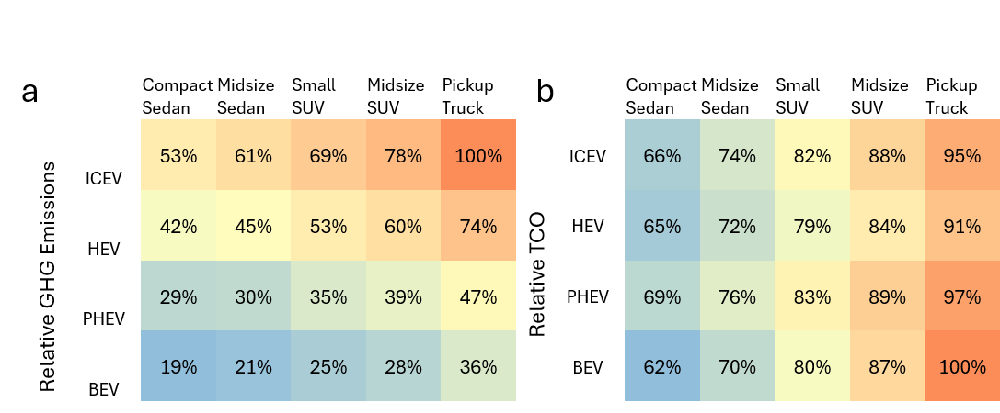 a
Compact Midsize Small Midsize Pickup
Sedan Sedan SUV SUV Truck
Relative GHG Emissions
ICEV 53% 61% 69% 78% 100%
HEV 42% 45% 53% 60% 74%
PHEV 29% 30% 35% 39% 47%
BEV 19% 21% 25% 28% 36%
b
Compact Midsize Small Midsize Pickup
Sedan Sedan SUV SUV Truck
Relative TCO
ICEV 66% 74% 82% 88% 95%
HEV 65% 72% 79% 84% 91%
PHEV 69% 76% 83% 89% 97%
BEV 62% 70% 80% 87% 100%